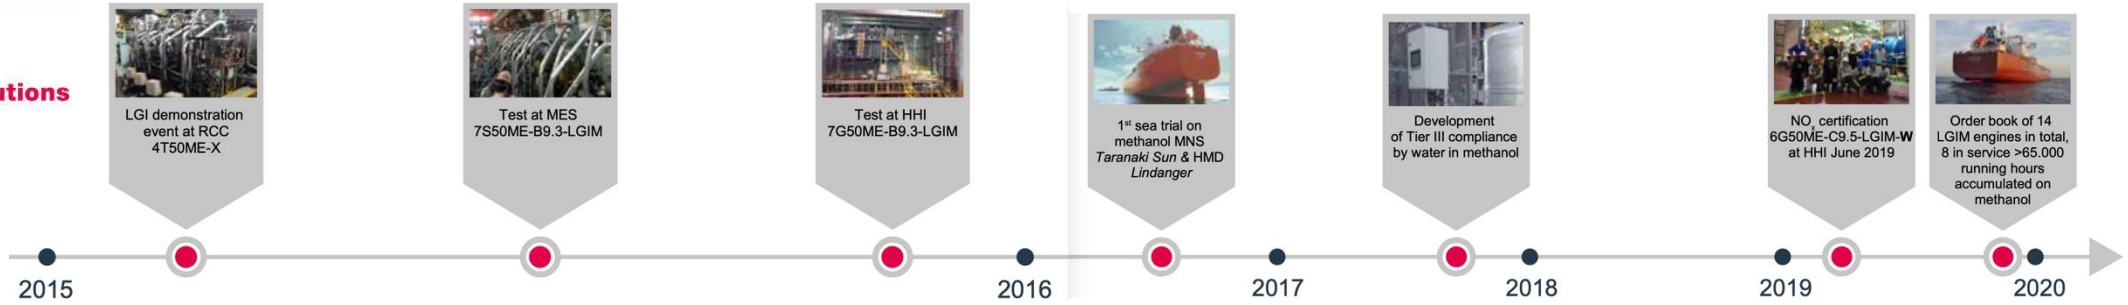 utions
LGI demonstration
event at RCC
4T50ME-X
Test at MES
7S50ME-B9.3-LGIM
Test at HHI
7G50ME-B9.3-LGIM
1st sea trial on
methanol MNS
Taranaki Sun & HMD
Lindanger
Development
of Tier III compliance
by water in methanol
NOx certification
6G50ME-C9.5-LGIM-W
at HHI June 2019
Order book of 14
LGIM engines in total,
8 in service >65.000
running hours
accumulated on
methanol
2015
2016
2017
2018
2019
2020